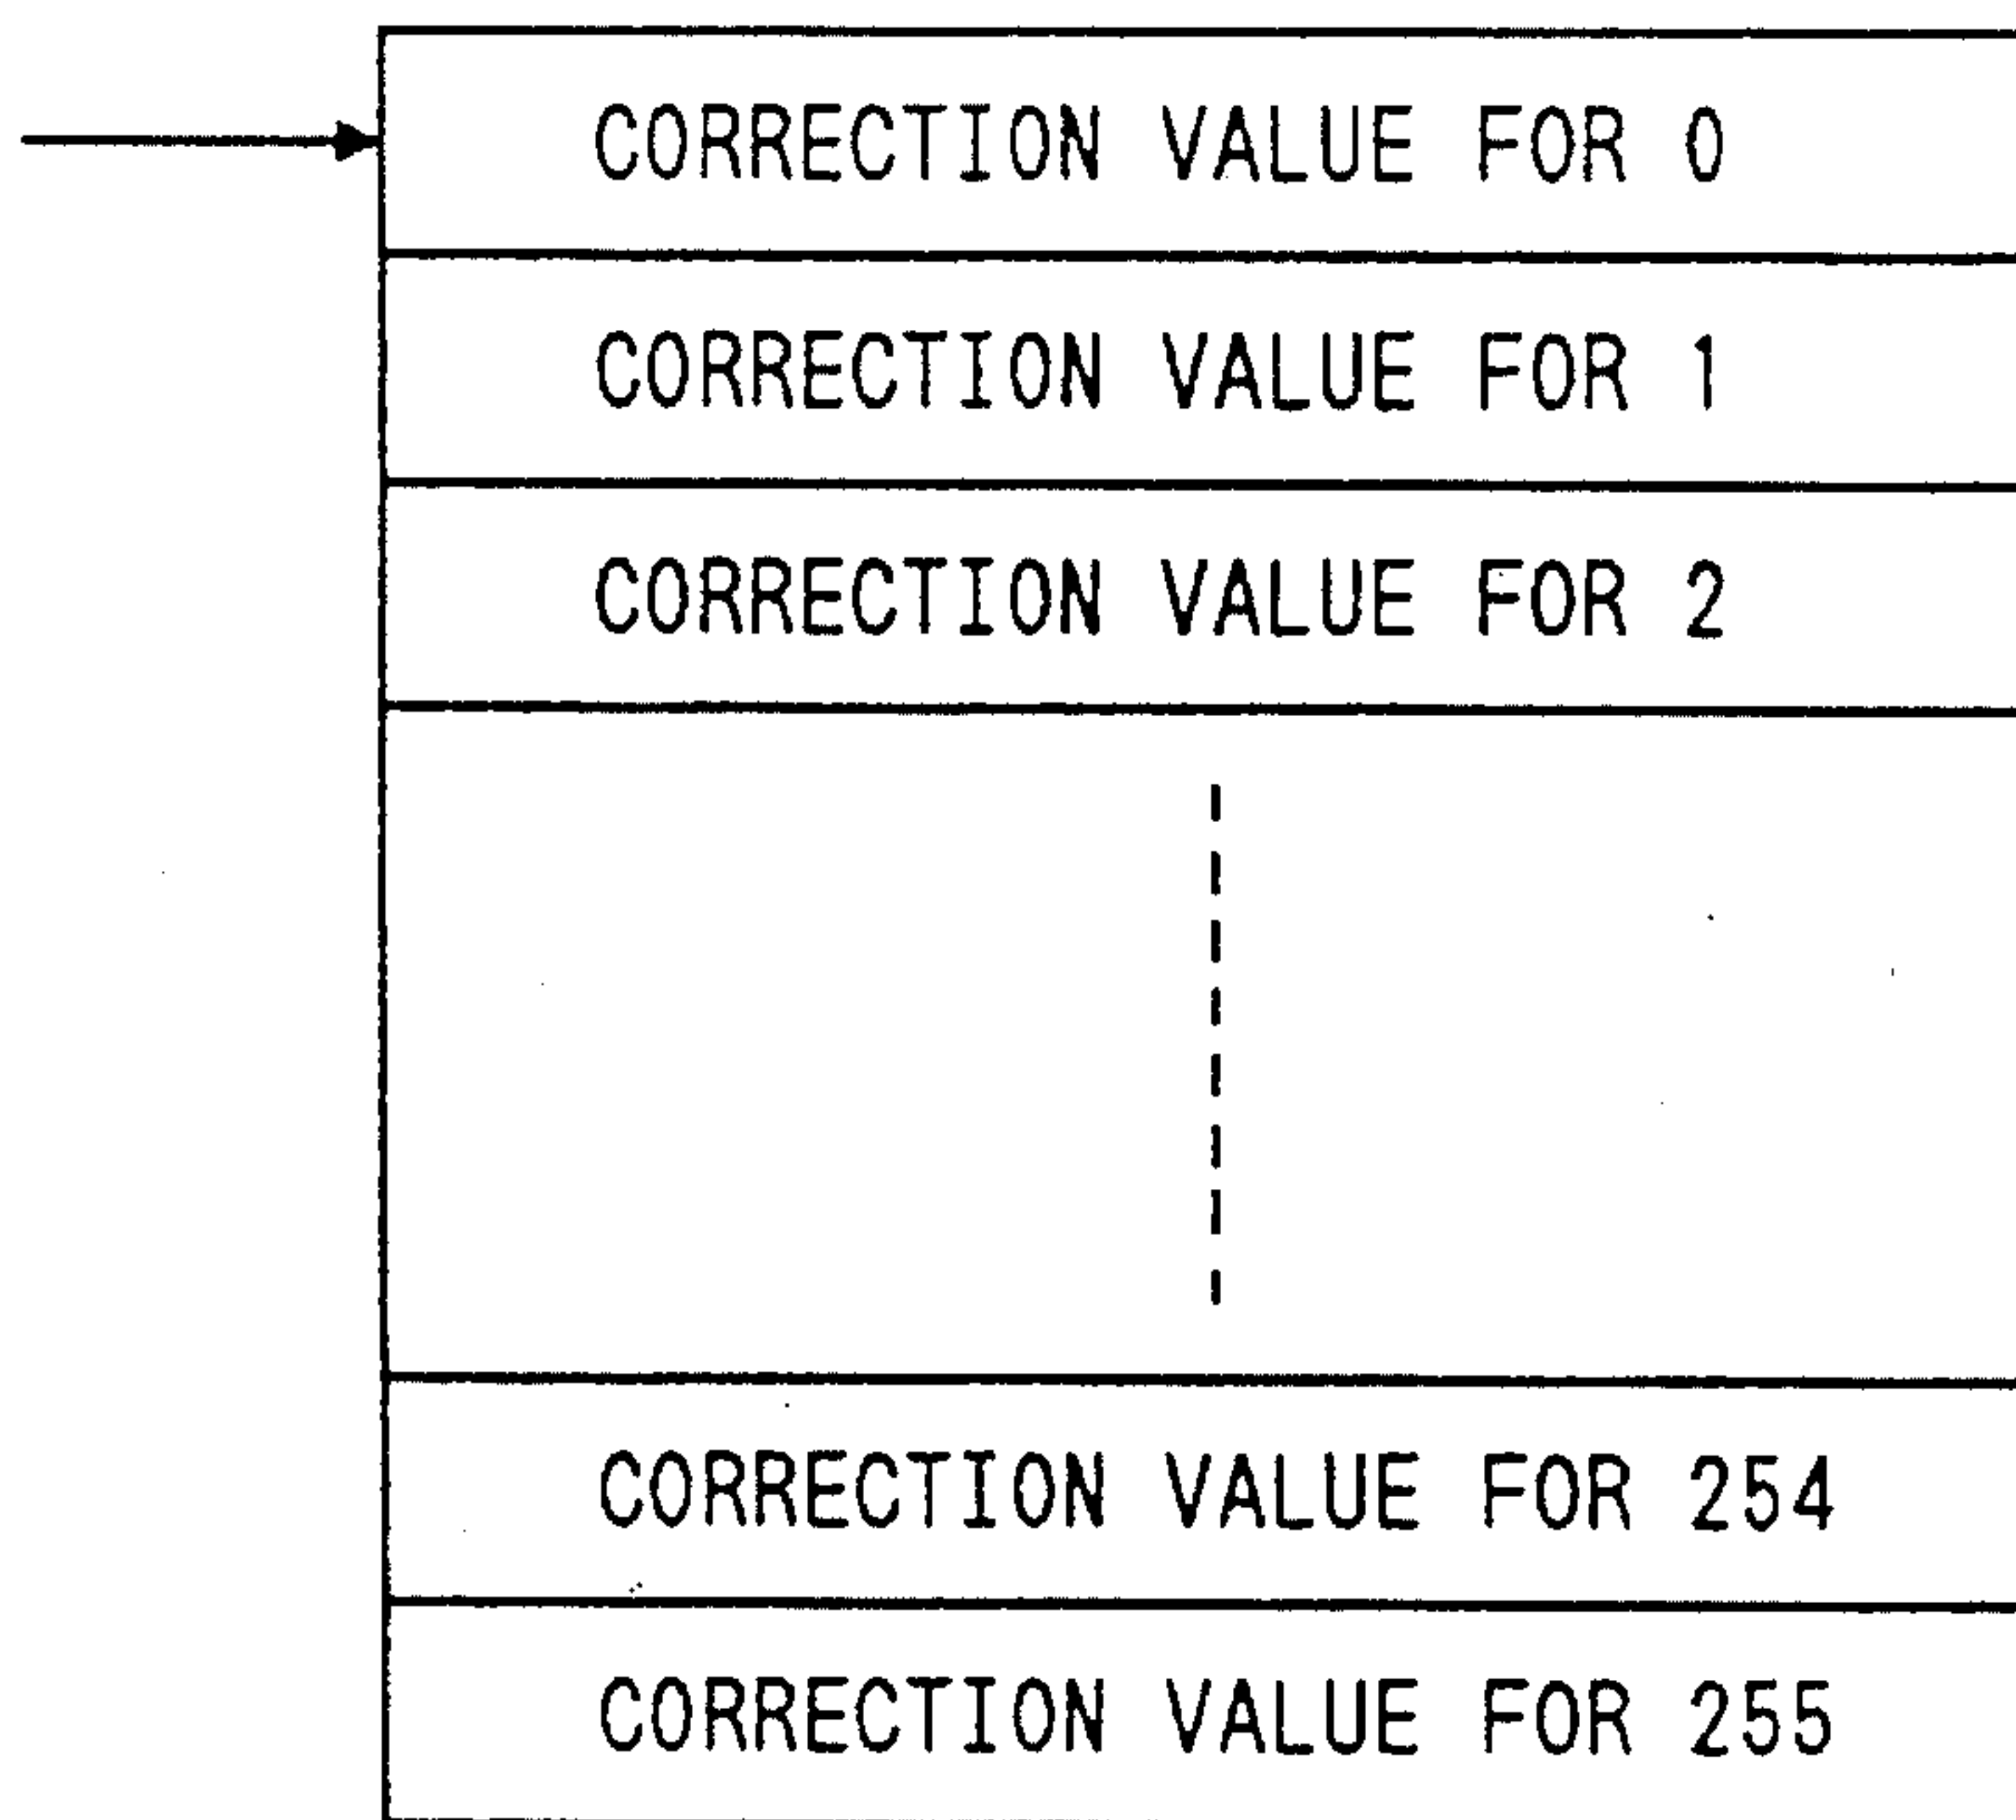 CORRECTION VALUE FOR 0
CORRECTION VALUE FOR 1
CORRECTION VALUE FOR 2
CORRECTION VALUE FOR 254
CORRECTION VALUE FOR 255